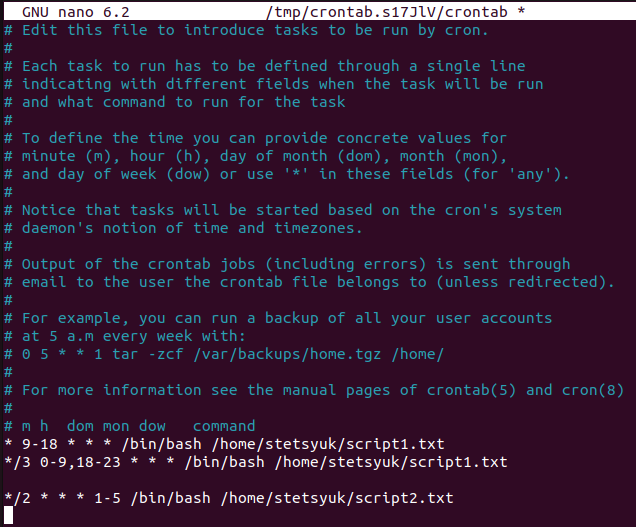 GNU nano 6.2 /tmp/crontab.s17JlV/crontab *
# Edit this file to introduce tasks to be run by cron.
#
# Each task to run has to be defined through a single line
# indicating with different fields when the task will be run
# and what command to run for the task
#
# To define the time you can provide concrete values for
# minute (m), hour (h), day of month (dom), month (mon),
# and day of week (dow) or use '*' in these fields (for 'any').
#
# Notice that tasks will be started based on the cron's system
# daemon's notion of time and timezones.
#
# Output of the crontab jobs (including errors) is sent through
# email to the user the crontab file belongs to (unless redirected).
#
# For example, you can run a backup of all your user accounts
# at 5 a.m every week with:
# 0 5 * * 1 tar -zcf /var/backups/home.tgz /home/
#
# For more information see the manual pages of crontab(5) and cron(8)
#
# m h  dom mon dow   command
* 9-18 * * * /bin/bash /home/stetsyuk/script1.txt
*/3 0-9,18-23 * * * /bin/bash /home/stetsyuk/script1.txt
*/2 * * * 1-5 /bin/bash /home/stetsyuk/script2.txt